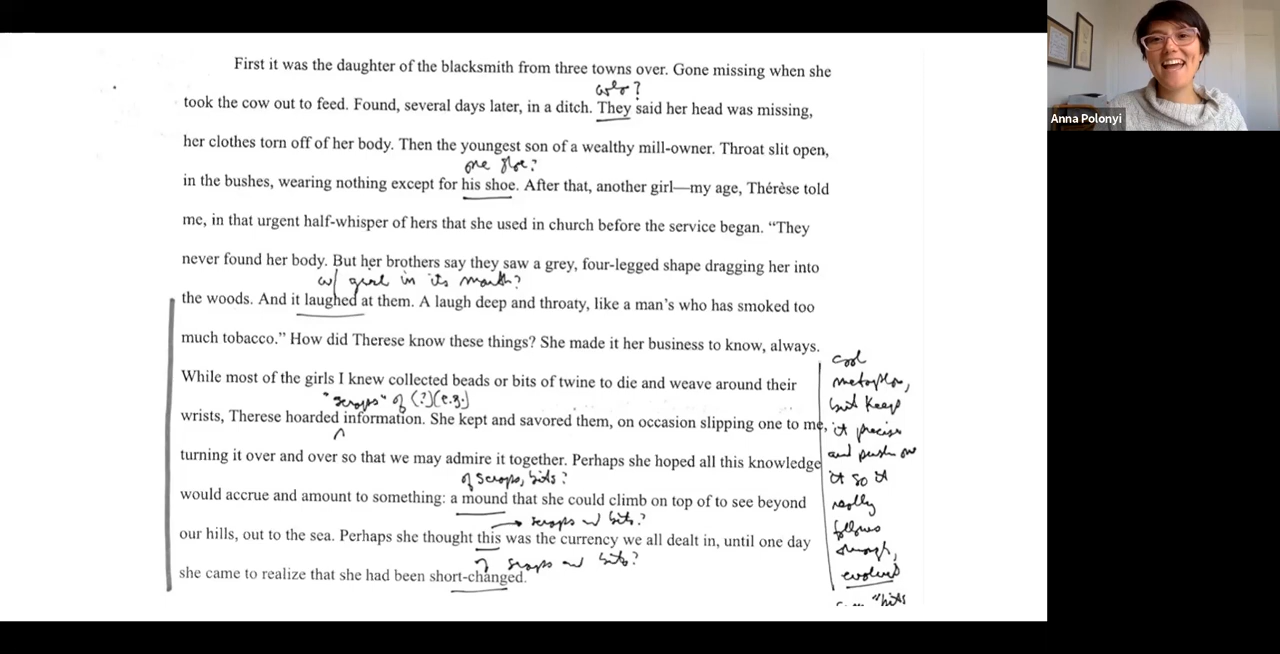 First it was the daughter of the blacksmith from three towns over. Gone missing when she
who?
took the cow out to feed. Found, several days later, in a ditch. They said her head was missing,
her clothes torn off of her body. Then the youngest son of a wealthy mill-owner. Throat slit open,
one shoe?
in the bushes, wearing nothing except for his shoe. After that, another girl—my age, Thérèse told
me, in that urgent half-whisper of hers that she used in church before the service began. “They
never found her body. But her brothers say they saw a grey, four-legged shape dragging her into
w/ girl in its mouth?
the woods. And it laughed at them. A laugh deep and throaty, like a man’s who has smoked too
much tobacco.” How did Therese know these things? She made it her business to know, always.
While most of the girls I knew collected beads or bits of twine to die and weave around their
"scraps" of (?) (e.g.)
wrists, Therese hoarded information. She kept and savored them, on occasion slipping one to me,
turning it over and over so that we may admire it together. Perhaps she hoped all this knowledge
of scraps, bits?
would accrue and amount to something: a mound that she could climb on top of to see beyond
scraps w/ bits?
our hills, out to the sea. Perhaps she thought this was the currency we all dealt in, until one day
scraps and bits?
she came to realize that she had been short-changed.
cool
metaphor,
but keep
it precise
and push on
it so it
really
follows
through,
evolved
"bits
Anna Polonyi